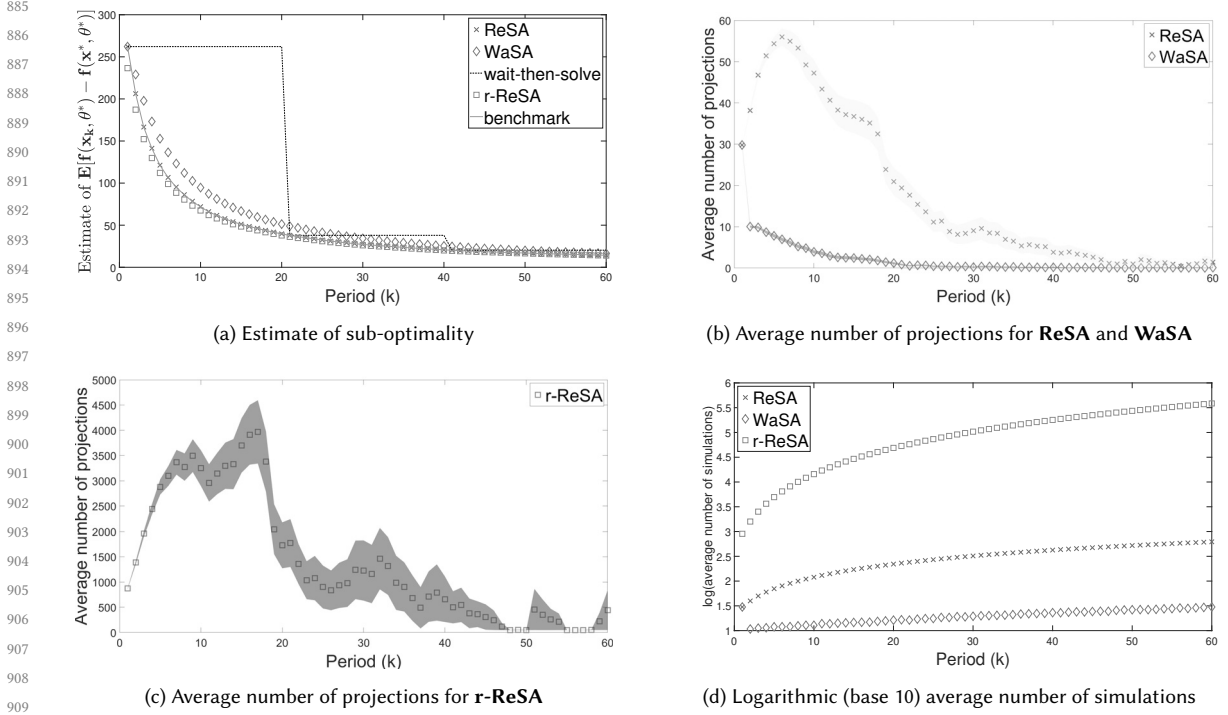 885
886
887
888
889
890
891
892
893
894
895
896
897
898
899
900
901
902
903
904
905
906
907
908
909
Estimate of E[f(x_k, θ*) − f(x*, θ*)]
300
250
200
150
100
50
0
0 10 20 30 40 50 60
Period (k)
ReSA
WaSA
wait-then-solve
r-ReSA
benchmark
(a) Estimate of sub-optimality
Average number of projections
60
50
40
30
20
10
0
0 10 20 30 40 50 60
Period (k)
ReSA
WaSA
(b) Average number of projections for ReSA and WaSA
Average number of projections
5000
4500
4000
3500
3000
2500
2000
1500
1000
500
0
0 10 20 30 40 50 60
Period (k)
r-ReSA
(c) Average number of projections for r-ReSA
log(average number of simulations)
6
5.5
5
4.5
4
3.5
3
2.5
2
1.5
1
0 10 20 30 40 50 60
Period (k)
ReSA
WaSA
r-ReSA
(d) Logarithmic (base 10) average number of simulations